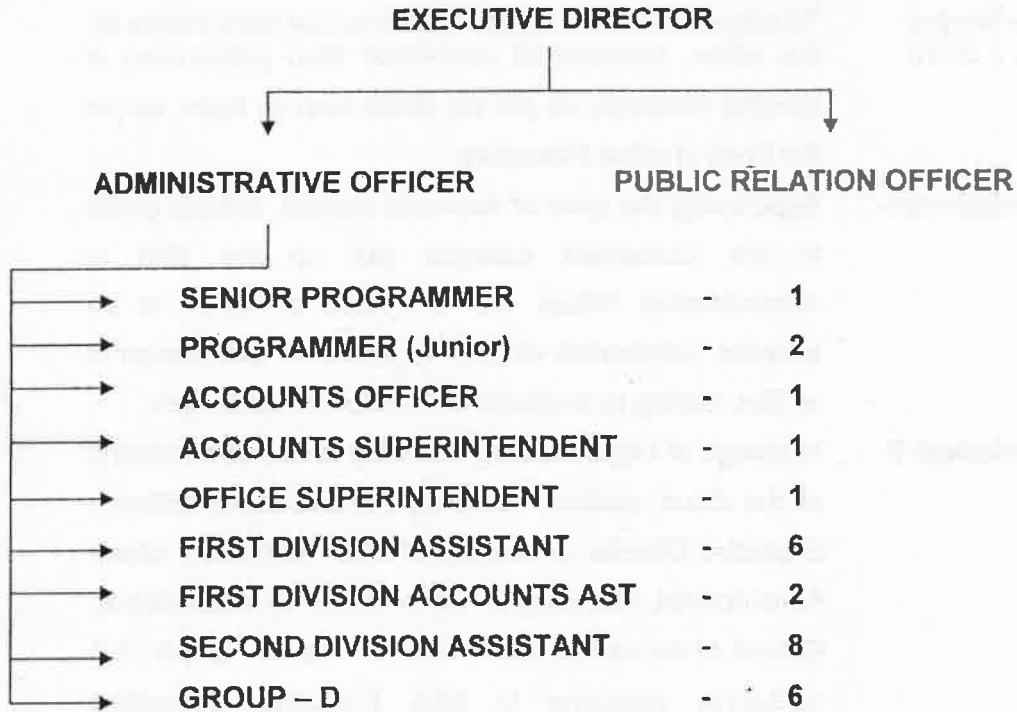 EXECUTIVE DIRECTOR
ADMINISTRATIVE OFFICER PUBLIC RELATION OFFICER
SENIOR PROGRAMMER - 1
PROGRAMMER (Junior) - 2
ACCOUNTS OFFICER - 1
ACCOUNTS SUPERINTENDENT - 1
OFFICE SUPERINTENDENT - 1
FIRST DIVISION ASSISTANT - 6
FIRST DIVISION ACCOUNTS AST - 2
SECOND DIVISION ASSISTANT - 8
GROUP – D - 6